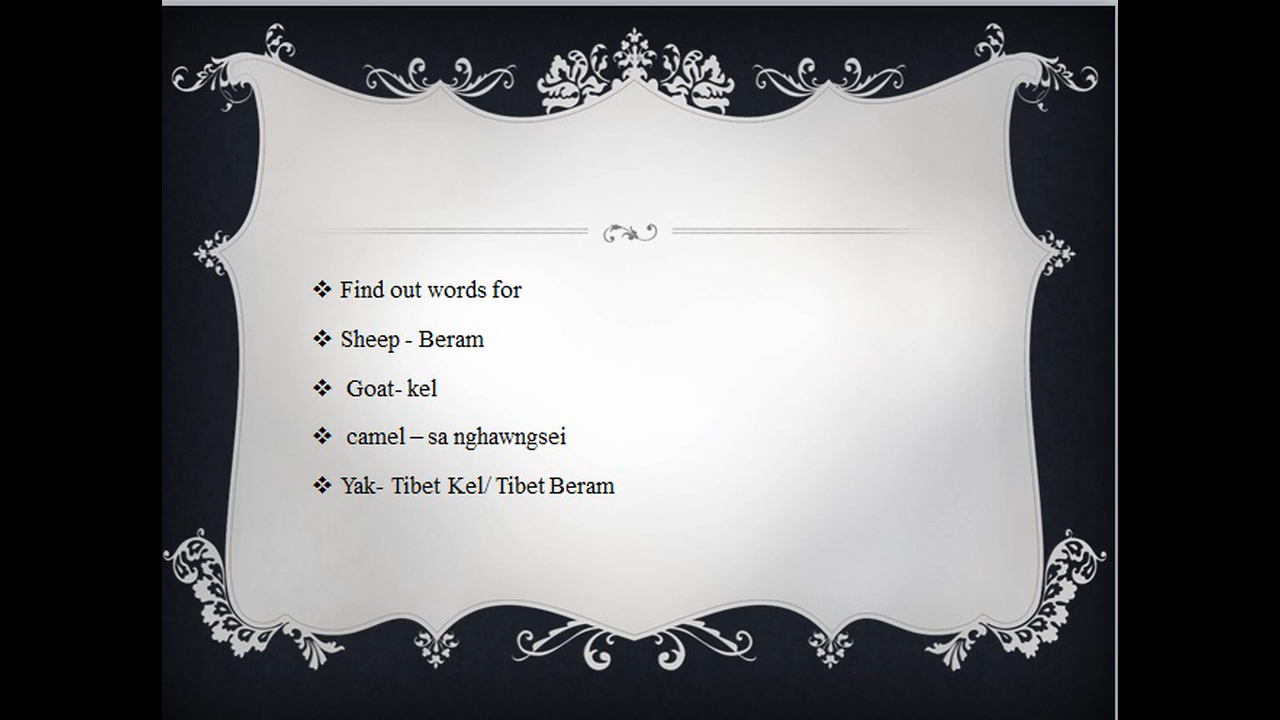 Find out words for
Sheep - Beram
Goat- kel
camel – sa nghawngsei
Yak- Tibet Kel/ Tibet Beram